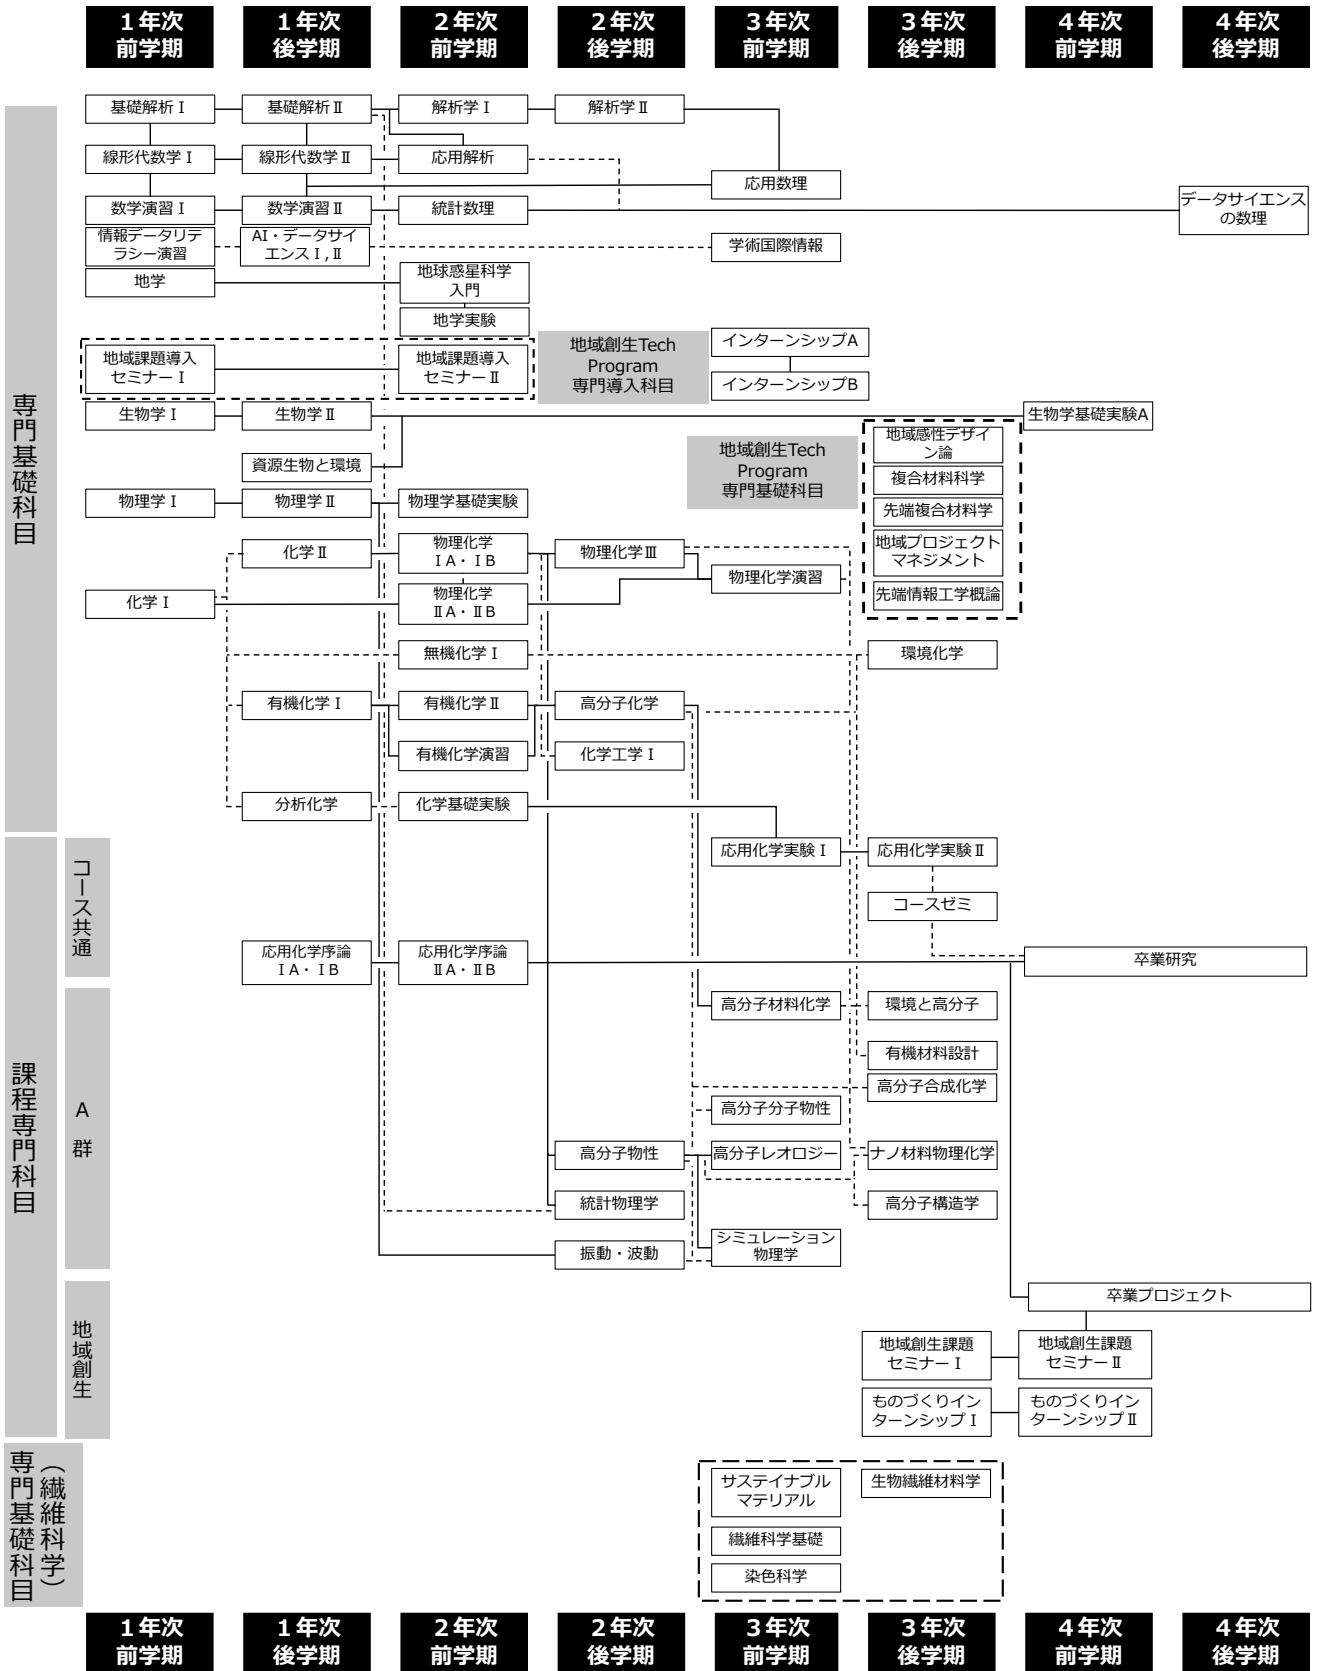 １年次
前学期
１年次
後学期
２年次
前学期
２年次
後学期
３年次
前学期
３年次
後学期
４年次
前学期
４年次
後学期
専門基礎科目
基礎解析Ⅰ
基礎解析Ⅱ
解析学Ⅰ
解析学Ⅱ
線形代数学Ⅰ
線形代数学Ⅱ
応用解析
応用数理
数学演習Ⅰ
数学演習Ⅱ
統計数理
データサイエンス
の数理
情報データリテ
ラシー演習
AI・データサイ
エンスⅠ,Ⅱ
学術国際情報
地学
地球惑星科学
入門
地学実験
地域課題導入
セミナーⅠ
地域課題導入
セミナーⅡ
地域創生Tech
Program
専門導入科目
インターンシップA
インターンシップB
生物学Ⅰ
生物学Ⅱ
生物学基礎実験A
資源生物と環境
地域創生Tech
Program
専門基礎科目
地域感性デザイ
ン論
複合材料科学
先端複合材料学
地域プロジェクト
マネジメント
先端情報工学概論
物理学Ⅰ
物理学Ⅱ
物理学基礎実験
化学Ⅱ
物理化学
ⅠA・ⅠB
物理化学Ⅲ
物理化学演習
化学Ⅰ
物理化学
ⅡA・ⅡB
無機化学Ⅰ
環境化学
有機化学Ⅰ
有機化学Ⅱ
高分子化学
有機化学演習
化学工学Ⅰ
分析化学
化学基礎実験
課程専門科目
コース共通
応用化学実験Ⅰ
応用化学実験Ⅱ
コースゼミ
応用化学序論
ⅠA・ⅠB
応用化学序論
ⅡA・ⅡB
卒業研究
A
群
高分子材料化学
環境と高分子
有機材料設計
高分子合成化学
高分子分子物性
高分子物性
高分子レオロジー
ナノ材料物理化学
統計物理学
高分子構造学
振動・波動
シミュレーション
物理学
地域創生
卒業プロジェクト
地域創生課題
セミナーⅠ
地域創生課題
セミナーⅡ
ものづくりイン
ターンシップⅠ
ものづくりイン
ターンシップⅡ
（繊維科学）
専門基礎科目
サステイナブル
マテリアル
生物繊維材料学
繊維科学基礎
染色科学
１年次
前学期
１年次
後学期
２年次
前学期
２年次
後学期
３年次
前学期
３年次
後学期
４年次
前学期
４年次
後学期